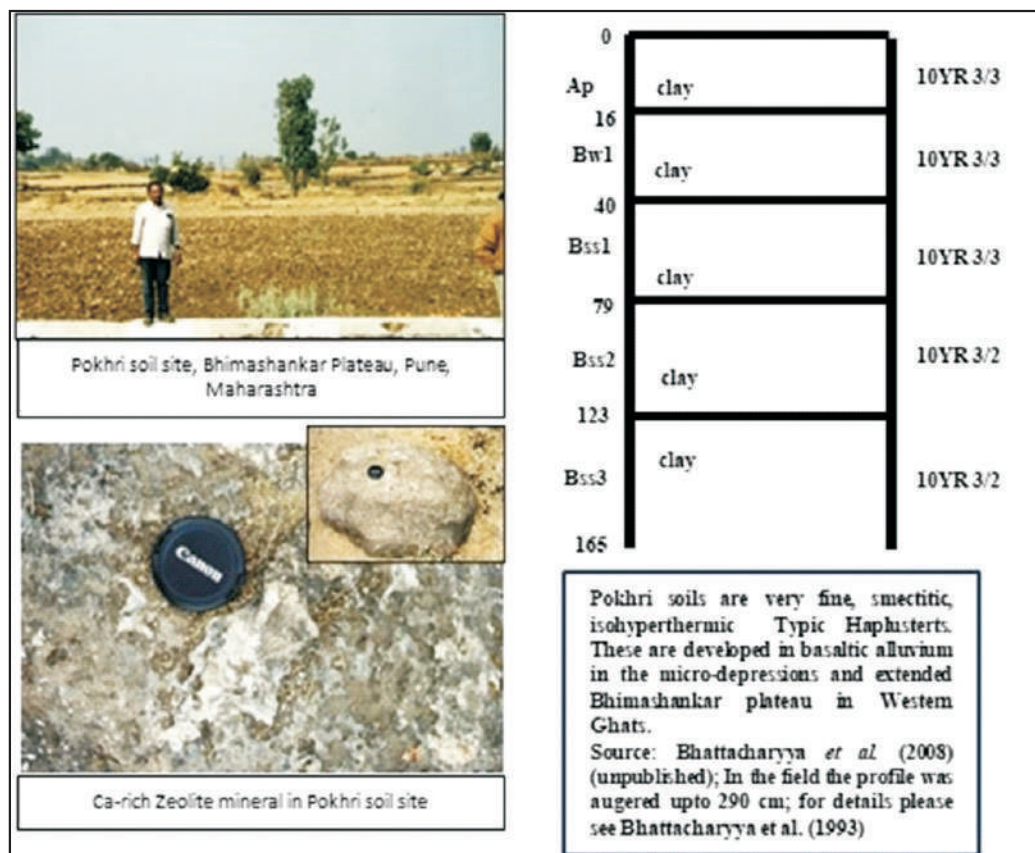 Pokhri soil site, Bhimashankar Plateau, Pune,
Maharashtra
Canon
Ca-rich Zeolite mineral in Pokhri soil site
0
Ap
clay
10YR 3/3
16
Bw1
clay
10YR 3/3
40
Bss1
clay
10YR 3/3
79
Bss2
clay
10YR 3/2
123
Bss3
clay
10YR 3/2
165
Pokhri soils are very fine, smectitic,
isohyperthermic Typic Haplusterts.
These are developed in basaltic alluvium
in the micro-depressions and extended
Bhimashankar plateau in Western
Ghats.
Source: Bhattacharyya et al. (2008)
(unpublished); In the field the profile was
augered upto 290 cm; for details please
see Bhattacharyya et al. (1993)